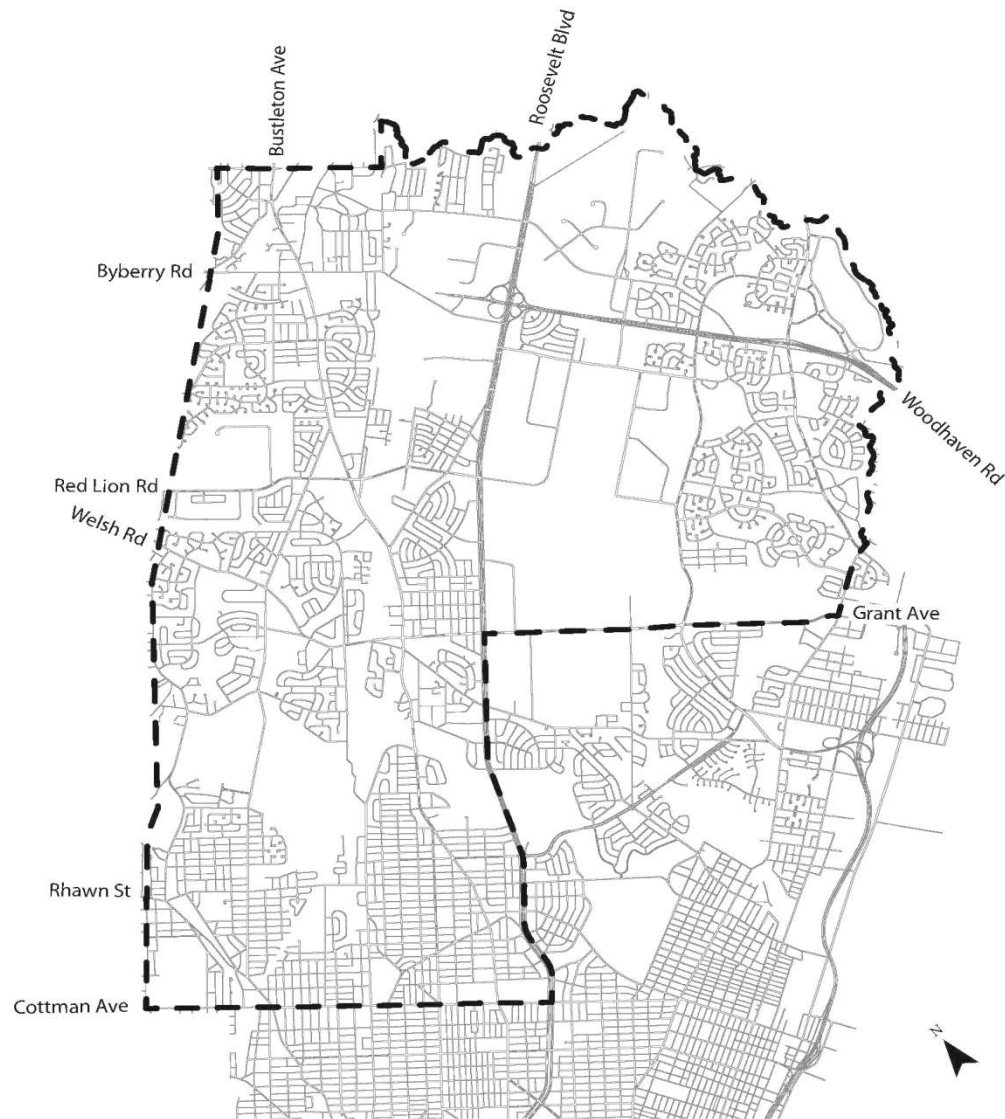 Bustleton Ave
Roosevelt Blvd
Byberry Rd
Woodhaven Rd
Red Lion Rd
Welsh Rd
Grant Ave
Rhawn St
Cottman Ave
N